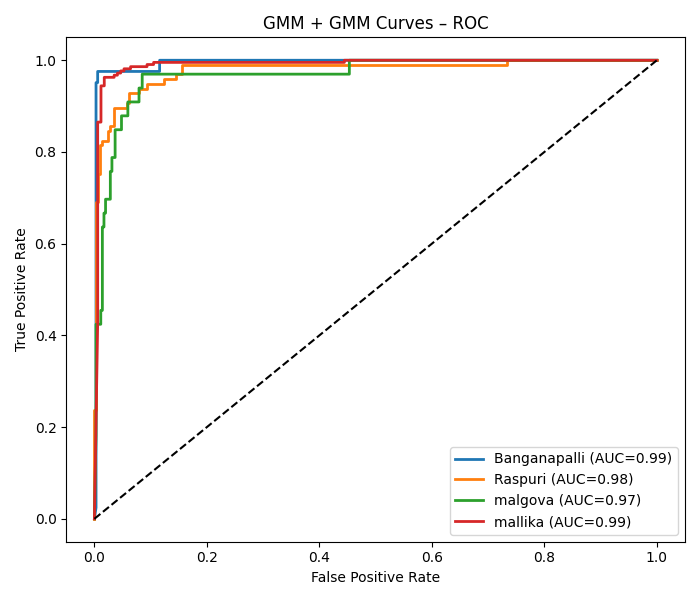 GMM + GMM Curves – ROC
True Positive Rate
1.0
0.8
0.6
0.4
0.2
0.0
Banganapalli (AUC=0.99)
Raspuri (AUC=0.98)
malgova (AUC=0.97)
mallika (AUC=0.99)
0.0 0.2 0.4 0.6 0.8 1.0
False Positive Rate